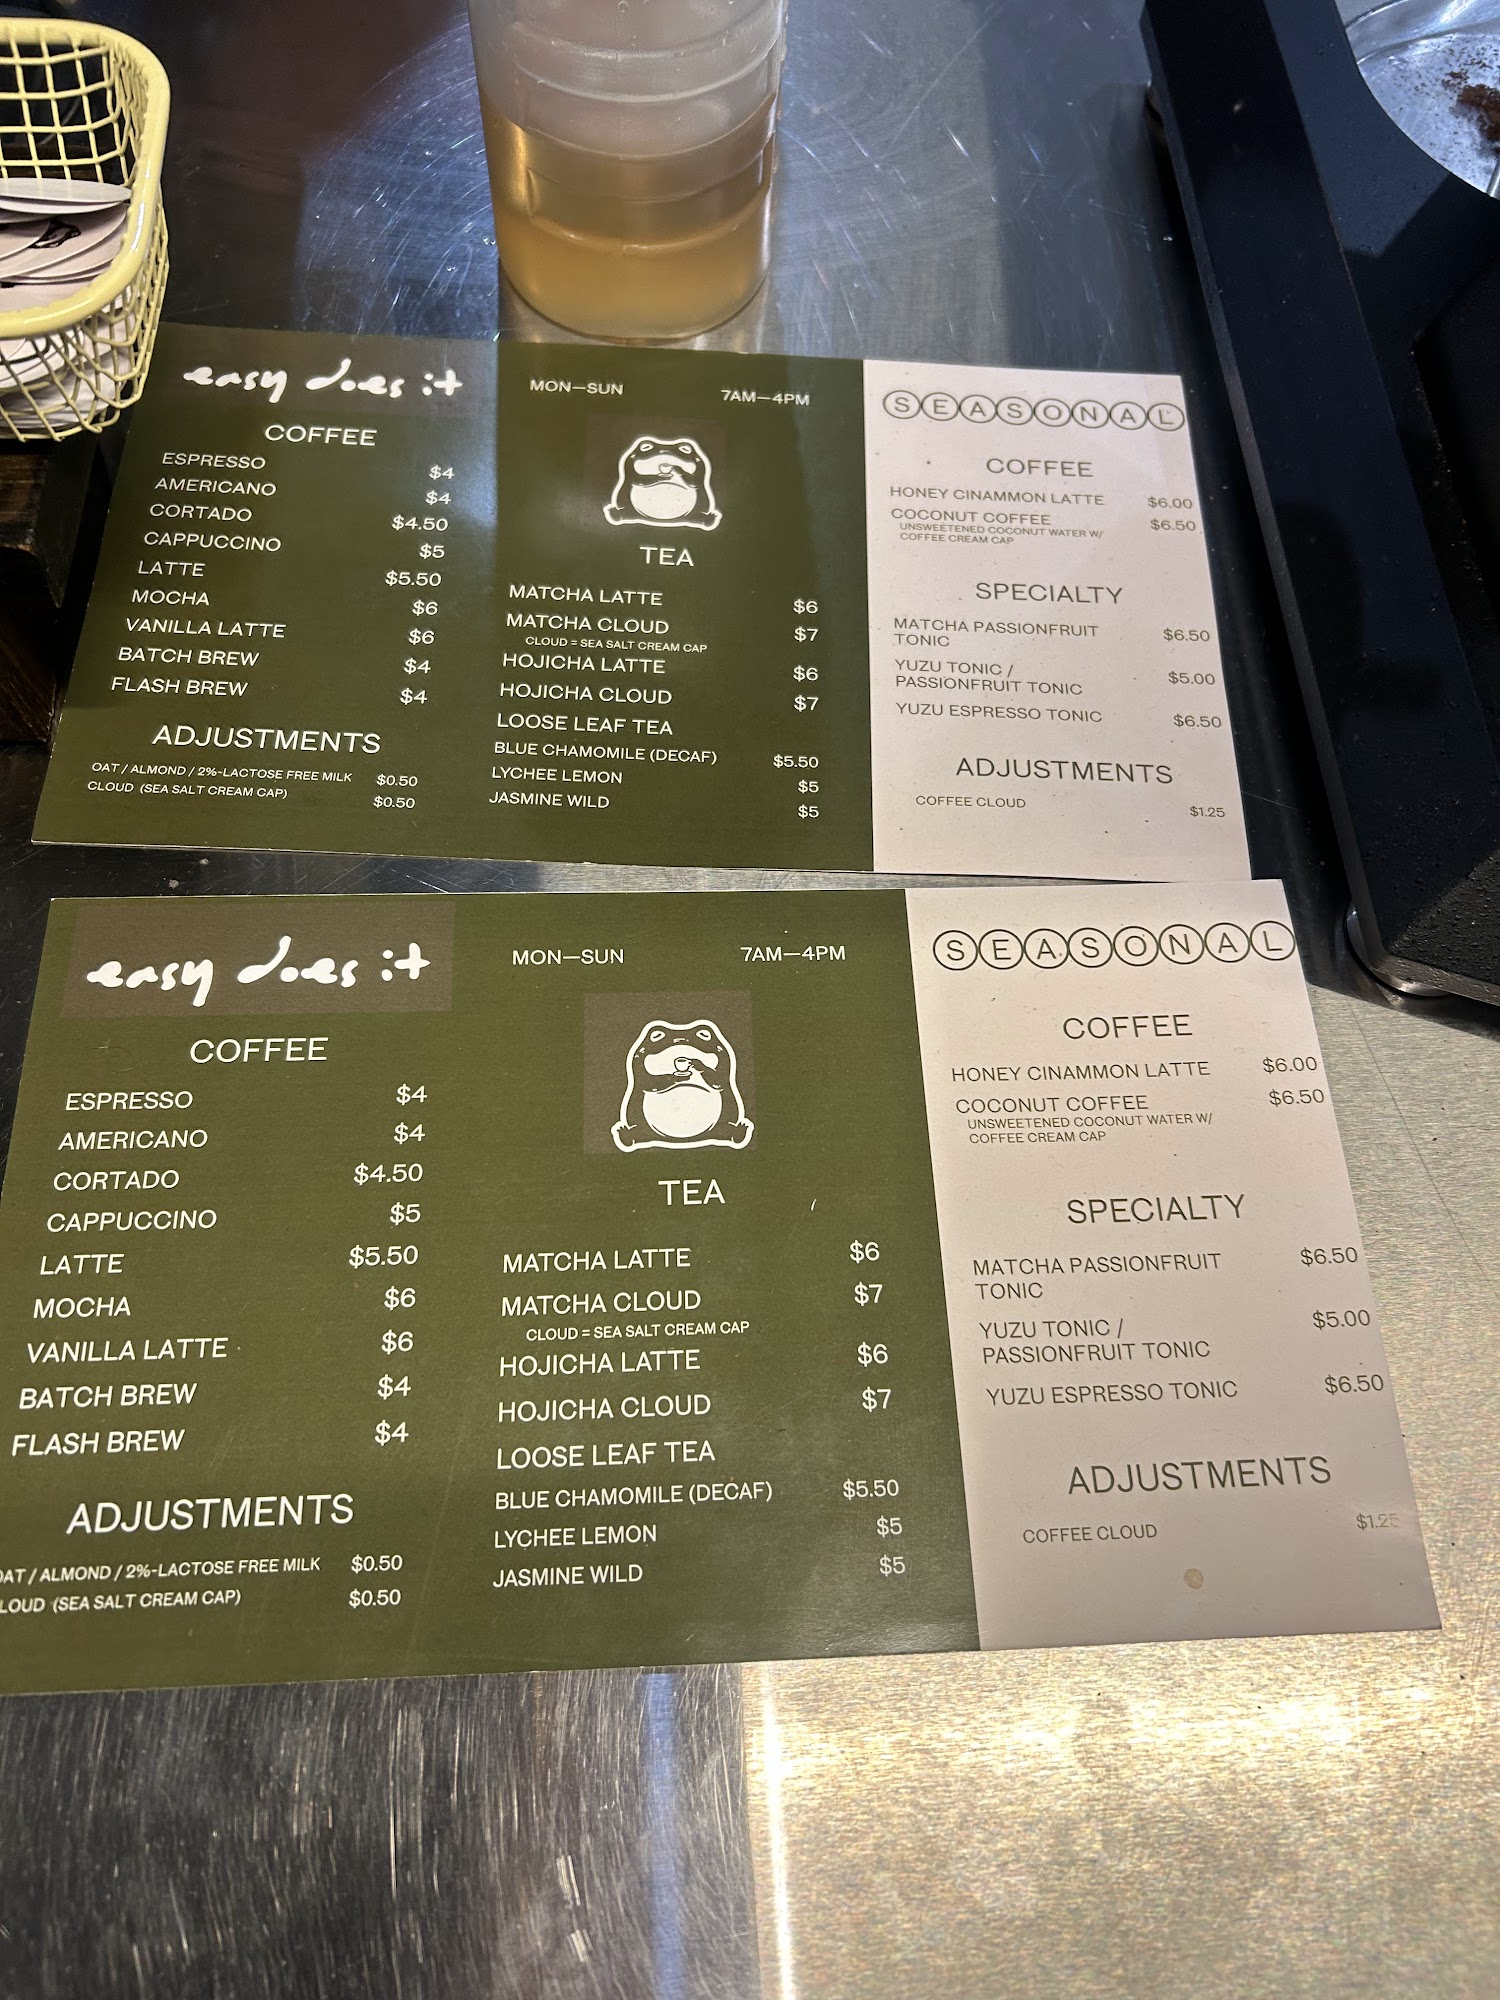 easy does it
COFFEE
ESPRESSO $4
AMERICANO $4
CORTADO $4.50
CAPPUCCINO $5
LATTE $5.50
MOCHA $6
VANILLA LATTE $6
BATCH BREW $4
FLASH BREW $4
ADJUSTMENTS
OAT / ALMOND / 2%-LACTOSE FREE MILK $0.50
CLOUD (SEA SALT CREAM CAP) $0.50
MON—SUN 7AM—4PM
TEA
MATCHA LATTE $6
MATCHA CLOUD $7
CLOUD = SEA SALT CREAM CAP
HOJICHA LATTE $6
HOJICHA CLOUD $7
LOOSE LEAF TEA
BLUE CHAMOMILE (DECAF) $5.50
LYCHEE LEMON $5
JASMINE WILD $5
SEASONAL
COFFEE
HONEY CINAMMON LATTE $6.00
COCONUT COFFEE $6.50
UNSWEETENED COCONUT WATER W/
COFFEE CREAM CAP
SPECIALTY
MATCHA PASSIONFRUIT $6.50
TONIC
YUZU TONIC / $5.00
PASSIONFRUIT TONIC
YUZU ESPRESSO TONIC $6.50
ADJUSTMENTS
COFFEE CLOUD $1.25
easy does it
COFFEE
ESPRESSO $4
AMERICANO $4
CORTADO $4.50
CAPPUCCINO $5
LATTE $5.50
MOCHA $6
VANILLA LATTE $6
BATCH BREW $4
FLASH BREW $4
ADJUSTMENTS
OAT / ALMOND / 2%-LACTOSE FREE MILK $0.50
LOUD (SEA SALT CREAM CAP) $0.50
MON—SUN 7AM—4PM
TEA
MATCHA LATTE $6
MATCHA CLOUD $7
CLOUD = SEA SALT CREAM CAP
HOJICHA LATTE $6
HOJICHA CLOUD $7
LOOSE LEAF TEA
BLUE CHAMOMILE (DECAF) $5.50
LYCHEE LEMON $5
JASMINE WILD $5
SEASONAL
COFFEE
HONEY CINAMMON LATTE $6.00
COCONUT COFFEE $6.50
UNSWEETENED COCONUT WATER W/
COFFEE CREAM CAP
SPECIALTY
MATCHA PASSIONFRUIT $6.50
TONIC
YUZU TONIC / $5.00
PASSIONFRUIT TONIC
YUZU ESPRESSO TONIC $6.50
ADJUSTMENTS
COFFEE CLOUD $1.25